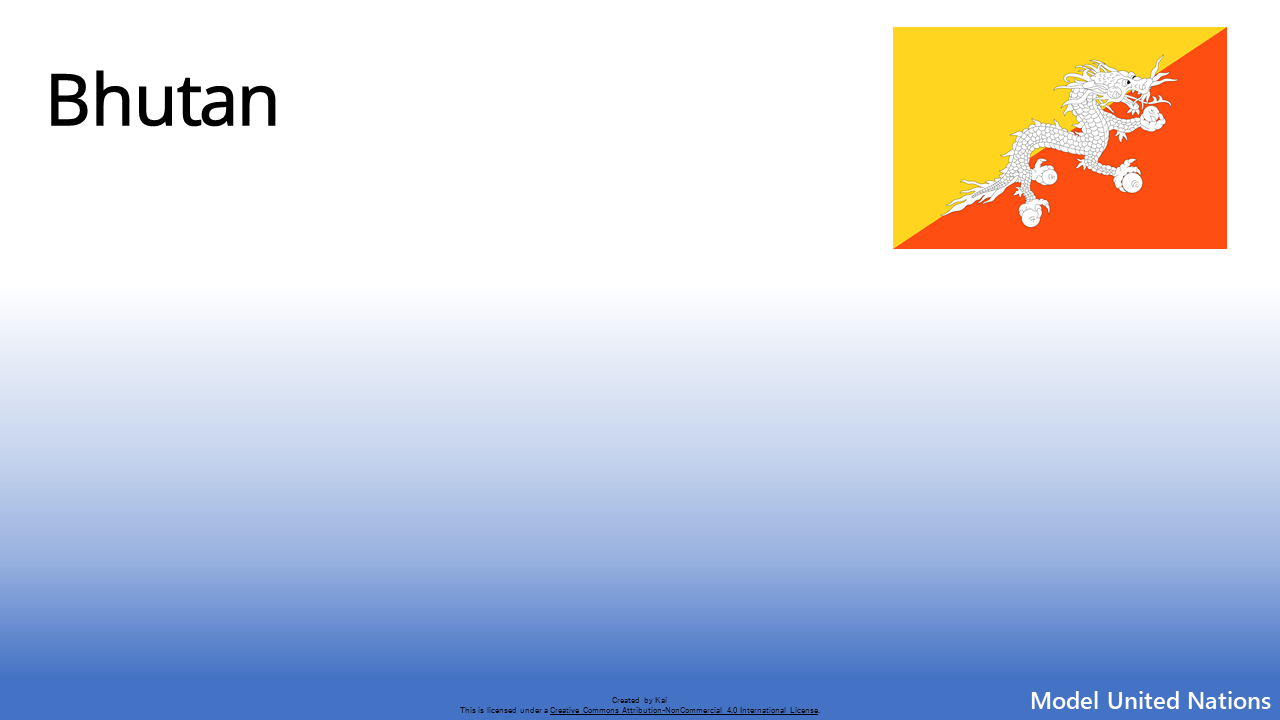 Bhutan
Created by Kai
This is licensed under a Creative Commons Attribution-NonCommercial 4.0 International License.
Model United Nations